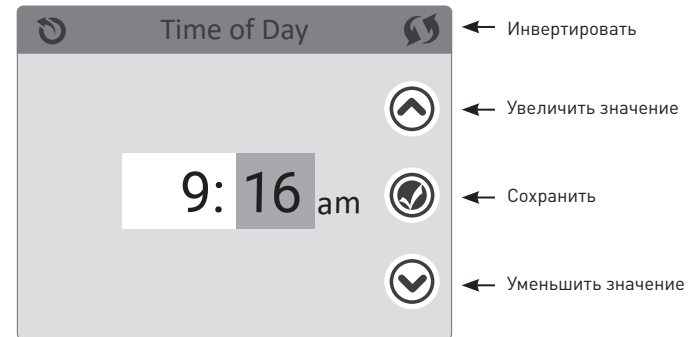 Time of Day
Инвертировать
Увеличить значение
9: 16 am
Сохранить
Уменьшить значение